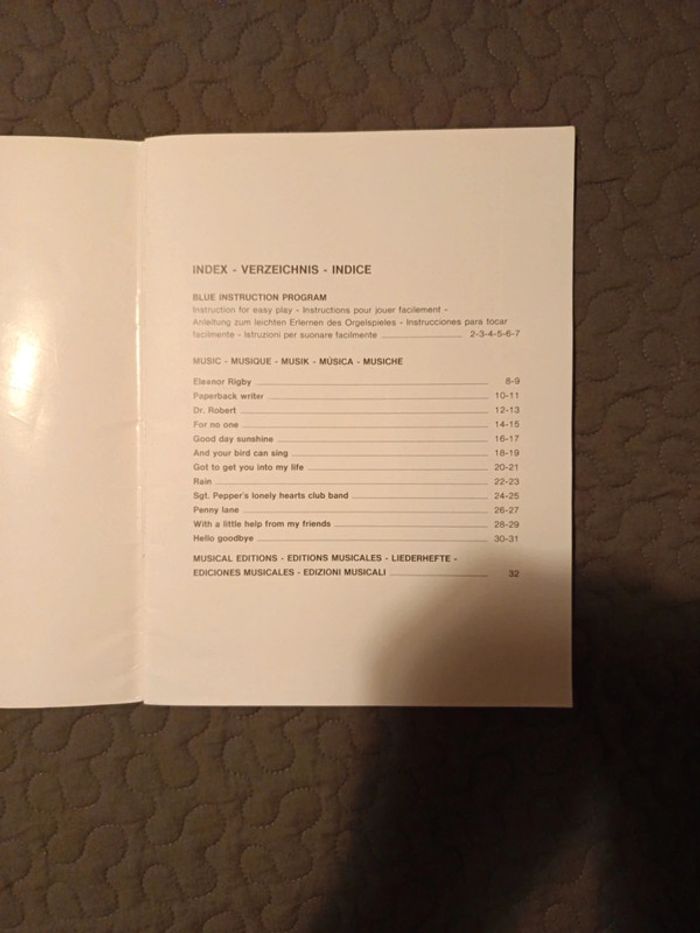 INDEX - VERZEICHNIS - INDICE
BLUE INSTRUCTION PROGRAM
Instruction for easy play - Instructions pour jouer facilement -
Anleitung zum leichten Erlernen des Orgelspieles - Instrucciones para tocar
facilmente - Istruzioni per suonare facilmente 2-3-4-5-6-7
MUSIC - MUSIQUE - MUSIK - MÚSICA - MUSICHE
Eleanor Rigby 8-9
Paperback writer 10-11
Dr. Robert 12-13
For no one 14-15
Good day sunshine 16-17
And your bird can sing 18-19
Got to get you into my life 20-21
Rain 22-23
Sgt. Pepper's lonely hearts club band 24-25
Penny lane 26-27
With a little help from my friends 28-29
Hello goodbye 30-31
MUSICAL EDITIONS - EDITIONS MUSICALES - LIEDERHEFTE -
EDICIONES MUSICALES - EDIZIONI MUSICALI 32